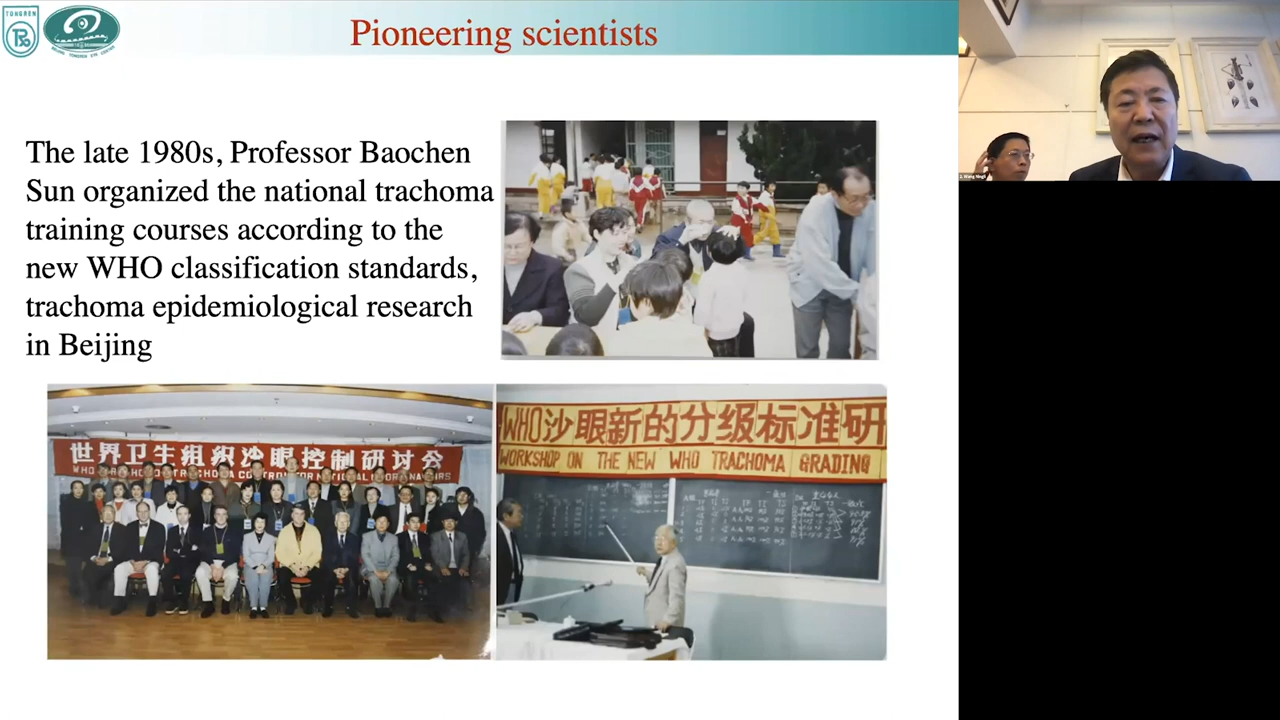 TONGREN
Pioneering scientists
The late 1980s, Professor Baochen
Sun organized the national trachoma
training courses according to the
new WHO classification standards,
trachoma epidemiological research
in Beijing
世界卫生组织沙眼控制研讨会
WHO沙眼新的分级标准研
WORKSHOP ON THE NEW WHO TRACHOMA GRADING